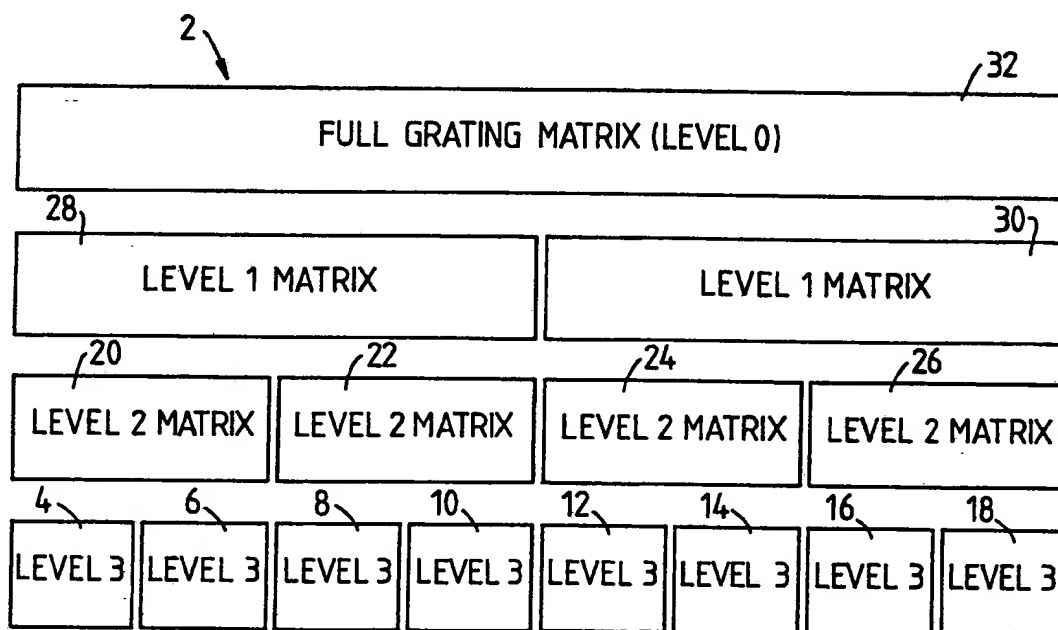 2
32
FULL GRATING MATRIX (LEVEL 0)
28
30
LEVEL 1 MATRIX
LEVEL 1 MATRIX
20
22
24
26
LEVEL 2 MATRIX
LEVEL 2 MATRIX
LEVEL 2 MATRIX
LEVEL 2 MATRIX
4
6
8
10
12
14
16
18
LEVEL 3
LEVEL 3
LEVEL 3
LEVEL 3
LEVEL 3
LEVEL 3
LEVEL 3
LEVEL 3